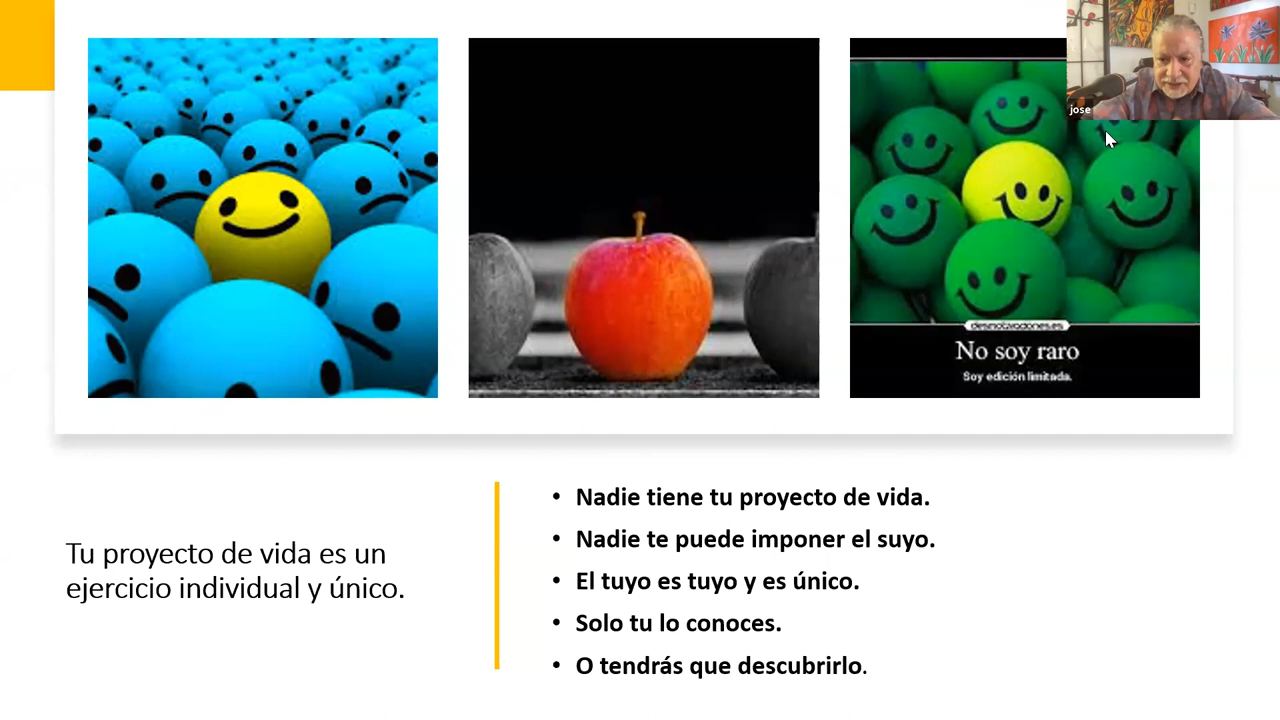 jose
desmotivaciones.es
No soy raro
Soy edición limitada.
Tu proyecto de vida es un
ejercicio individual y único.
• Nadie tiene tu proyecto de vida.
• Nadie te puede imponer el suyo.
• El tuyo es tuyo y es único.
• Solo tu lo conoces.
• O tendrás que descubrirlo.